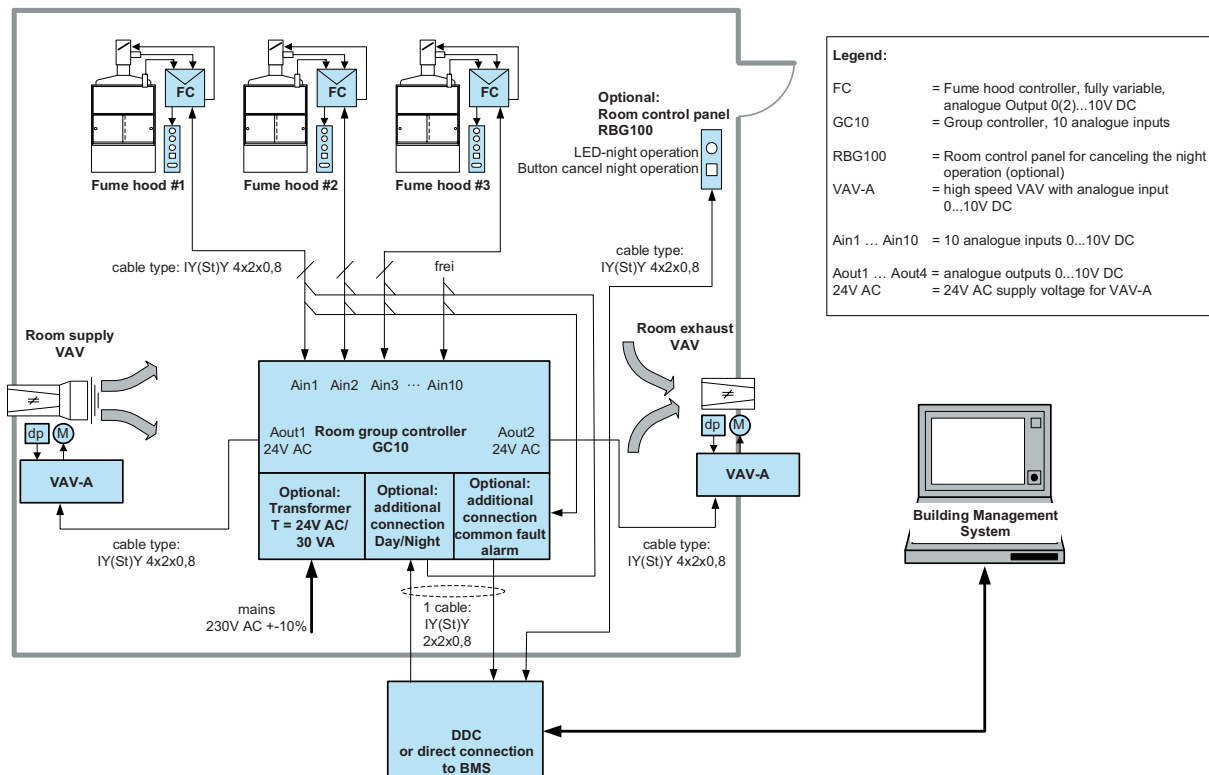 FC
FC
FC
Fume hood #1
Fume hood #2
Fume hood #3
Optional:
Room control panel
RBG100
LED-night operation
Button cancel night operation
cable type: IY(St)Y 4x2x0,8
frei
cable type:
IY(St)Y 4x2x0,8
Room supply
VAV
≠
dp
M
VAV-A
cable type:
IY(St)Y 4x2x0,8
Ain1
Ain2
Ain3
...
Ain10
Aout1
24V AC
Room group controller
GC10
Aout2
24V AC
Optional:
Transformer
T = 24V AC/
30 VA
Optional:
additional
connection
Day/Night
Optional:
additional
connection
common fault
alarm
Room exhaust
VAV
≠
dp
M
VAV-A
cable type:
IY(St)Y 4x2x0,8
mains
230V AC +-10%
1 cable:
IY(St)Y
2x2x0,8
DDC
or direct connection
to BMS
Building Management
System
Legend:
FC = Fume hood controller, fully variable,
analogue Output 0(2)...10V DC
GC10 = Group controller, 10 analogue inputs
RBG100 = Room control panel for canceling the night
operation (optional)
VAV-A = high speed VAV with analogue input
0...10V DC
Ain1 ... Ain10 = 10 analogue inputs 0...10V DC
Aout1 ... Aout4 = analogue outputs 0...10V DC
24V AC = 24V AC supply voltage for VAV-A